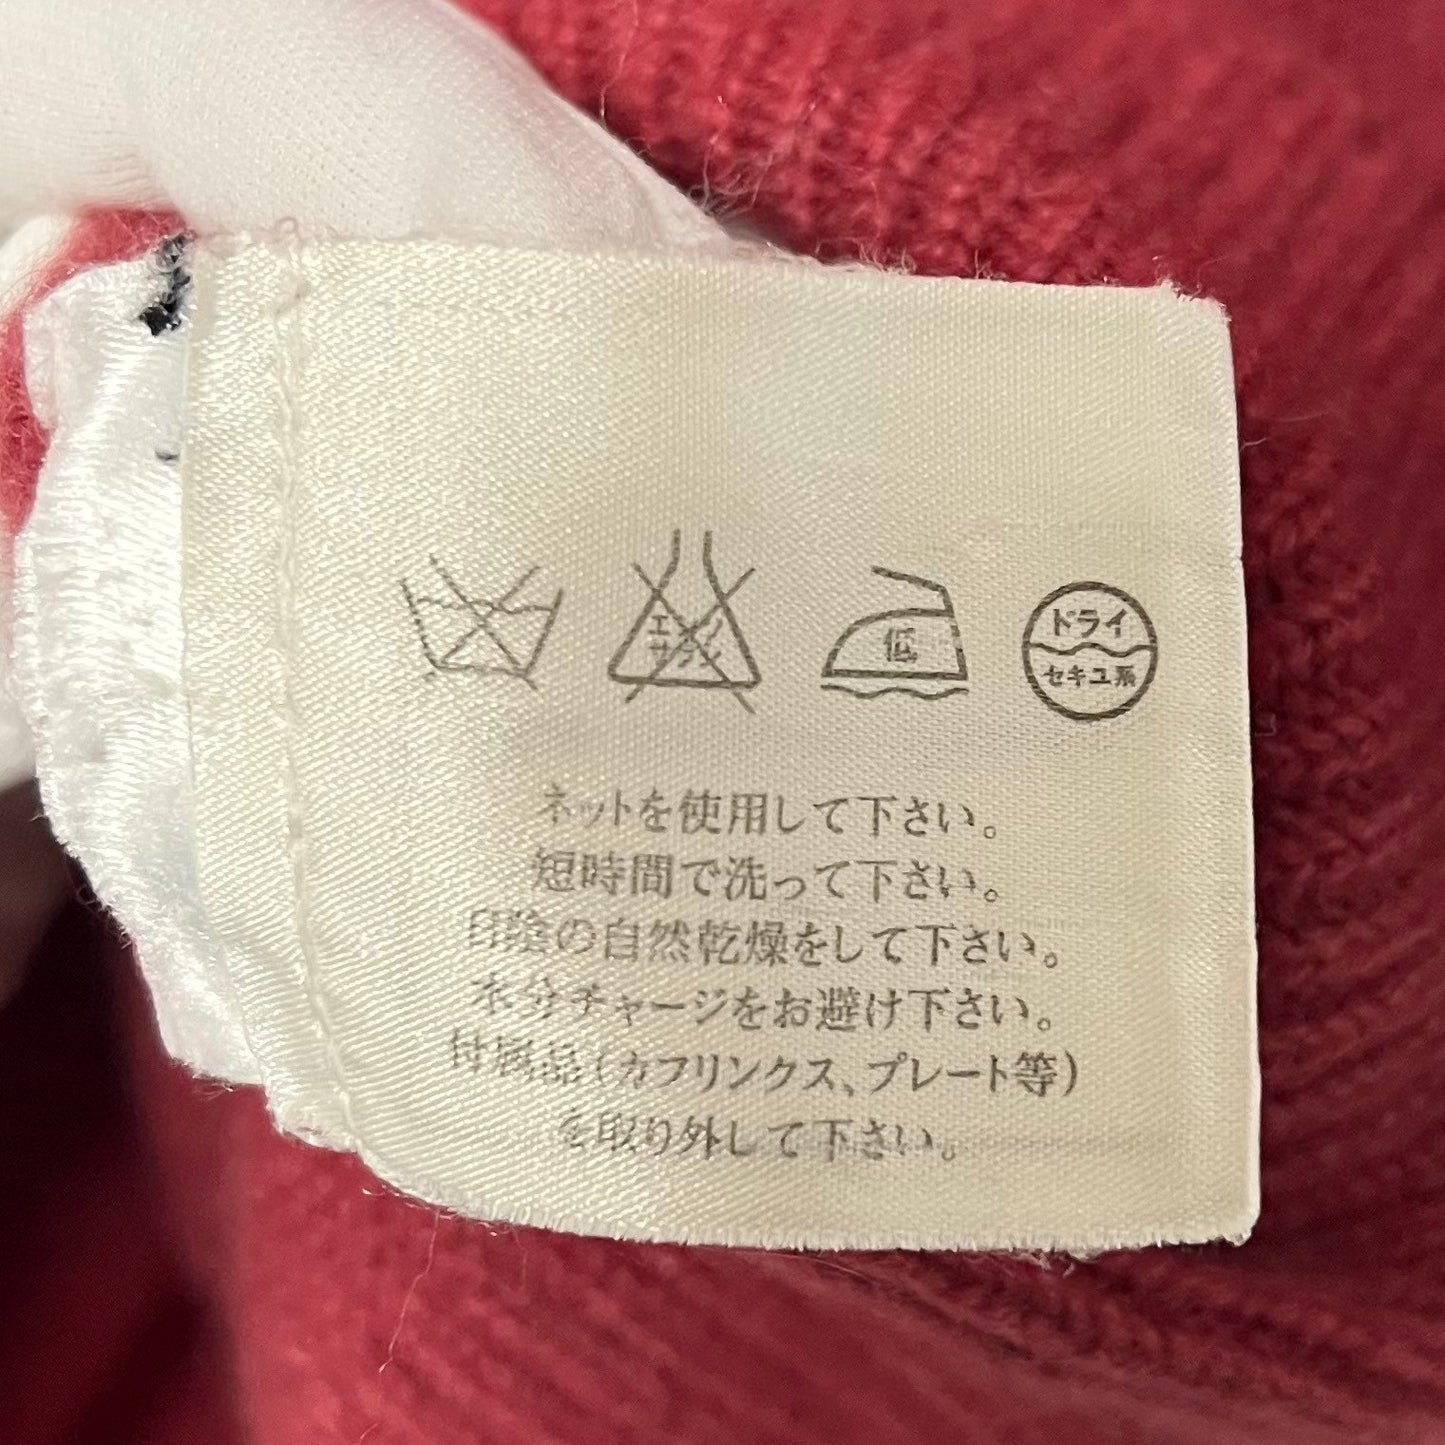 エンソ
サラシ
低
ドライ
セキユ系
ネットを使用して下さい。
短時間で洗って下さい。
印陰の自然乾燥をして下さい。
水分チャージをお避け下さい。
付属品(カフリンクス、プレート等)
を取り外して下さい。